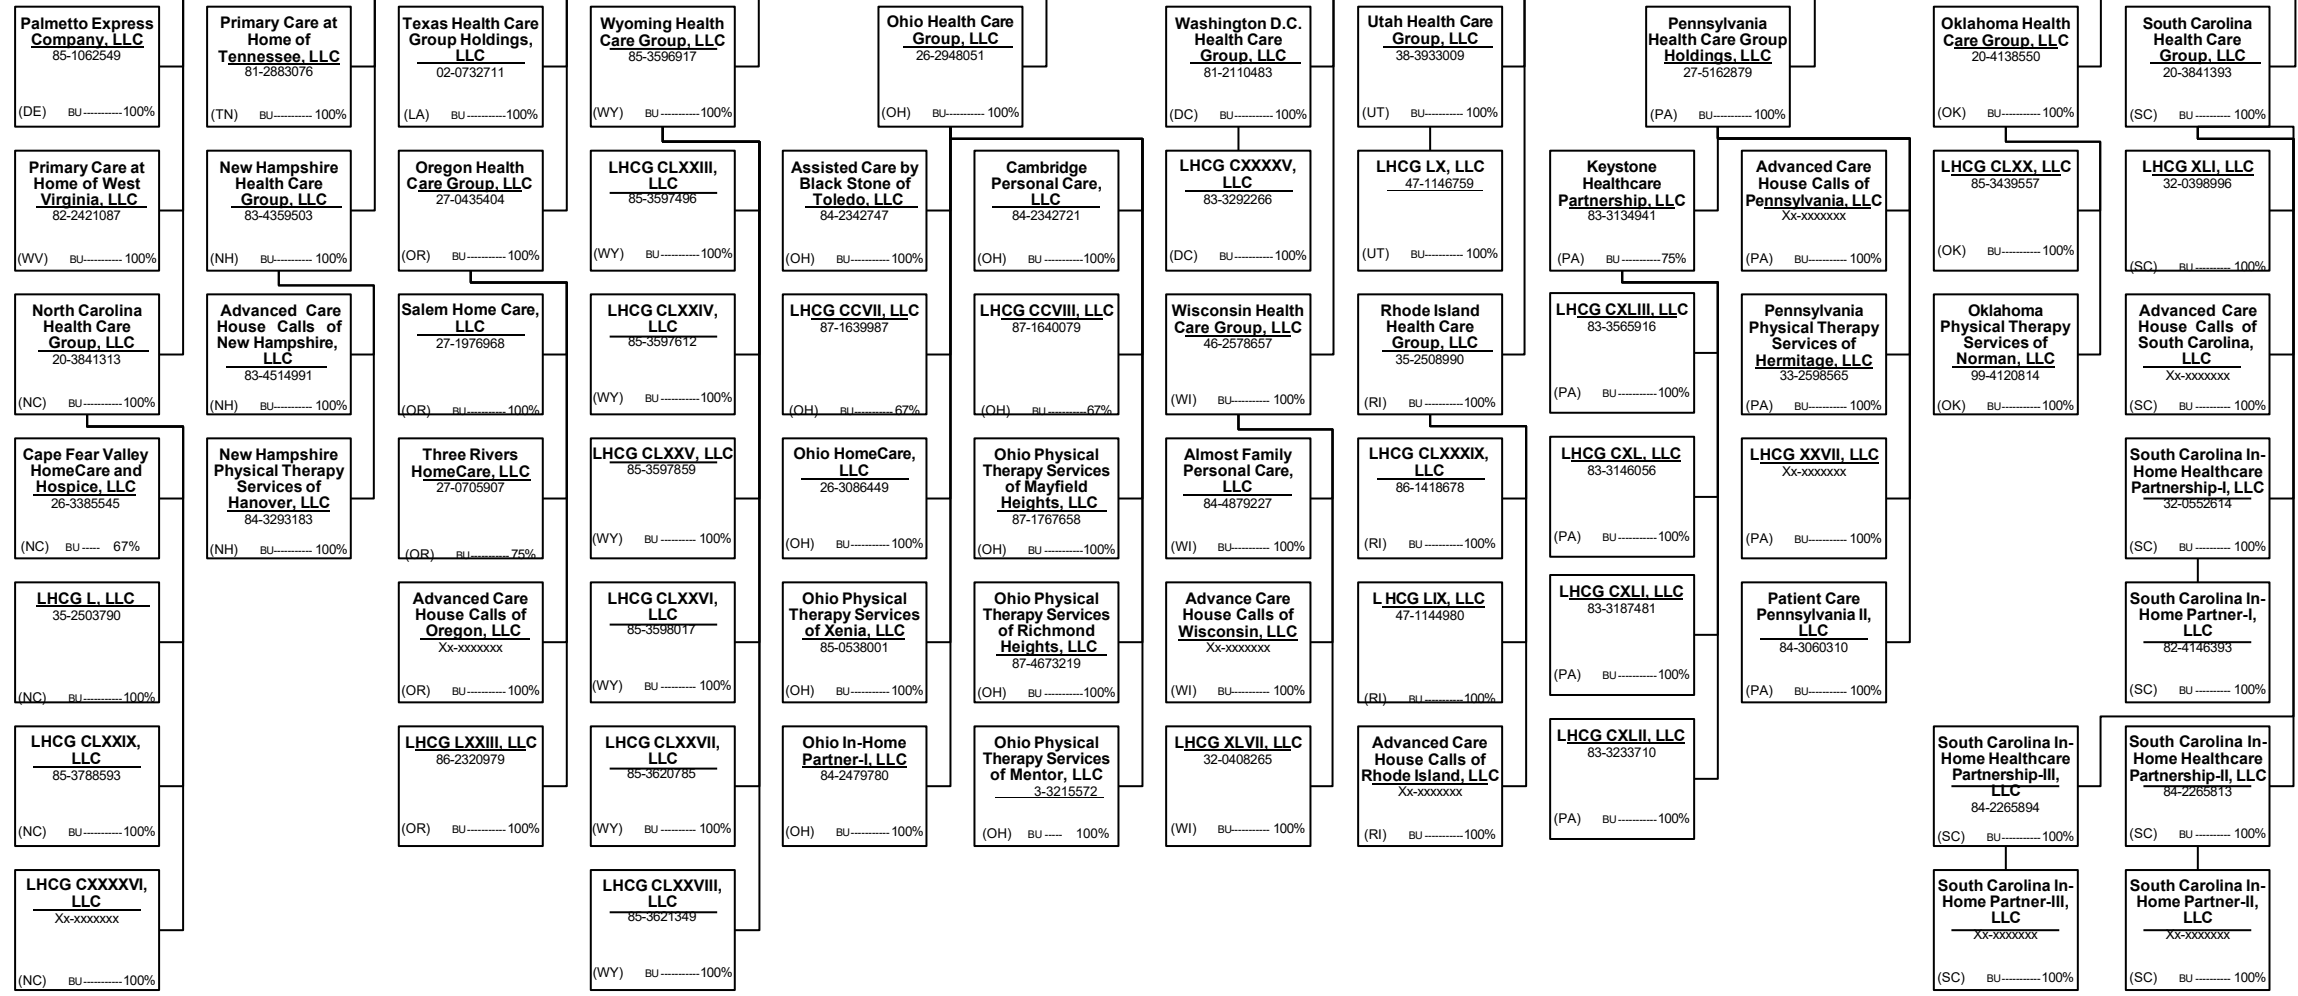 Palmetto Express
Company, LLC
85-1062549
(DE) BU----------- 100%
Primary Care at
Home of
Tennessee, LLC
81-2883076
(TN) BU----------- 100%
Texas Health Care
Group Holdings,
LLC
02-0732711
(LA) BU-----------100%
Wyoming Health
Care Group, LLC
85-3596917
(WY) BU-----------100%
Ohio Health Care
Group, LLC
26-2948051
(OH) BU----------- 100%
Washington D.C.
Health Care
Group, LLC
81-2110483
(DC) BU-----------100%
Utah Health Care
Group, LLC
38-3933009
(UT) BU----------- 100%
Pennsylvania
Health Care Group
Holdings, LLC
27-5162879
(PA) BU----------- 100%
Oklahoma Health
Care Group, LLC
20-4138550
(OK) BU-----------100%
South Carolina
Health Care
Group, LLC
20-3841393
(SC) BU ---------- 100%
Primary Care at
Home of West
Virginia, LLC
82-2421087
(WV) BU----------- 100%
New Hampshire
Health Care
Group, LLC
83-4359503
(NH) BU----------- 100%
Oregon Health
Care Group, LLC
27-0435404
(OR) BU-----------100%
LHCG CLXXIII,
LLC
85-3597496
(WY) BU-----------100%
Assisted Care by
Black Stone of
Toledo, LLC
84-2342747
(OH) BU-----------100%
Cambridge
Personal Care,
LLC
84-2342721
(OH) BU-----------100%
LHCG CXXXXV,
LLC
83-3292266
(DC) BU-----------100%
LHCG LX, LLC
47-1146759
(UT) BU----------- 100%
Keystone
Healthcare
Partnership, LLC
83-3134941
(PA) BU -----------75%
Advanced Care
House Calls of
Pennsylvania, LLC
Xx-xxxxxxx
(PA) BU----------- 100%
LHCG CLXX, LLC
85-3439557
(OK) BU-----------100%
LHCG XLI, LLC
32-0398996
(SC) BU----------- 100%
North Carolina
Health Care
Group, LLC
20-3841313
(NC) BU-----------100%
Advanced Care
House Calls of
New Hampshire,
LLC
83-4514991
(NH) BU----------- 100%
Salem Home Care,
LLC
27-1976968
(OR) BU-----------100%
LHCG CLXXIV,
LLC
85-3597612
(WY) BU-----------100%
LHCG CCVII, LLC
87-1639987
(OH) BU-----------67%
LHCG CCVIII, LLC
87-1640079
(OH) BU-----------67%
Wisconsin Health
Care Group, LLC
46-2578657
(WI) BU ---------- 100%
Rhode Island
Health Care
Group, LLC
35-2508990
(RI) BU -----------100%
LHCG CXLIII, LLC
83-3565916
(PA) BU-----------100%
Pennsylvania
Physical Therapy
Services of
Hermitage, LLC
33-2598565
(PA) BU----------- 100%
Oklahoma
Physical Therapy
Services of
Norman, LLC
99-4120814
(OK) BU-----------100%
Advanced Care
House Calls of
South Carolina,
LLC
Xx-xxxxxxx
(SC) BU ---------- 100%
Cape Fear Valley
HomeCare and
Hospice, LLC
26-3385545
(NC) BU ----- 67%
New Hampshire
Physical Therapy
Services of
Hanover, LLC
84-3293183
(NH) BU----------- 100%
Three Rivers
HomeCare, LLC
27-0705907
(OR) BU-----------75%
LHCG CLXXV, LLC
85-3597859
(WY) BU ---------- 100%
Ohio HomeCare,
LLC
26-3086449
(OH) BU-----------100%
Ohio Physical
Therapy Services
of Mayfield
Heights, LLC
87-1767658
(OH) BU-----------100%
Almost Family
Personal Care,
LLC
84-4879227
(WI) BU ---------- 100%
LHCG CLXXXIX,
LLC
86-1418678
(RI) BU-----------100%
LHCG CXL, LLC
83-3146056
(PA) BU-----------100%
LHCG XXVII, LLC
Xx-xxxxxxx
(PA) BU----------- 100%
South Carolina In-
Home Healthcare
Partnership-I, LLC
32-0552614
(SC) BU ---------- 100%
LHCG L, LLC
35-2503790
(NC) BU-----------100%
Advanced Care
House Calls of
Oregon, LLC
Xx-xxxxxxx
(OR) BU-----------100%
LHCG CLXXVI,
LLC
85-3598017
(WY) BU ---------- 100%
Ohio Physical
Therapy Services
of Xenia, LLC
85-0538001
(OH) BU-----------100%
Ohio Physical
Therapy Services
of Richmond
Heights, LLC
87-4673219
(OH) BU-----------100%
Advance Care
House Calls of
Wisconsin, LLC
Xx-xxxxxxx
(WI) BU ---------- 100%
LHCG LIX, LLC
47-1144980
(RI) BU-----------100%
LHCG CXLI, LLC
83-3187481
(PA) BU-----------100%
Patient Care
Pennsylvania II,
LLC
84-3060310
(PA) BU----------- 100%
South Carolina In-
Home Partner-I,
LLC
82-4146393
(SC) BU ---------- 100%
LHCG CLXXIX,
LLC
85-3788593
(NC) BU-----------100%
LHCG LXXIII, LLC
86-2320979
(OR) BU-----------100%
LHCG CLXXVII,
LLC
85-3620785
(WY) BU-----------100%
Ohio In-Home
Partner-I, LLC
84-2479780
(OH) BU-----------100%
Ohio Physical
Therapy Services
of Mentor, LLC
3-3215572
(OH) BU ----- 100%
LHCG XLVII, LLC
32-0408265
(WI) BU ---------- 100%
Advanced Care
House Calls of
Rhode Island, LLC
Xx-xxxxxxx
(RI) BU -----------100%
LHCG CXLII, LLC
83-3233710
(PA) BU-----------100%
South Carolina In-
Home Healthcare
Partnership-III,
LLC
84-2265894
(SC) BU-----------100%
South Carolina In-
Home Healthcare
Partnership-II, LLC
84-2265813
(SC) BU ---------- 100%
LHCG CXXXXVI,
LLC
Xx-xxxxxxx
(NC) BU-----------100%
LHCG CLXXVIII,
LLC
85-3621349
(WY) BU-----------100%
South Carolina In-
Home Partner-III,
LLC
Xx-xxxxxxx
(SC) BU-----------100%
South Carolina In-
Home Partner-II,
LLC
Xx-xxxxxxx
(SC) BU ---------- 100%